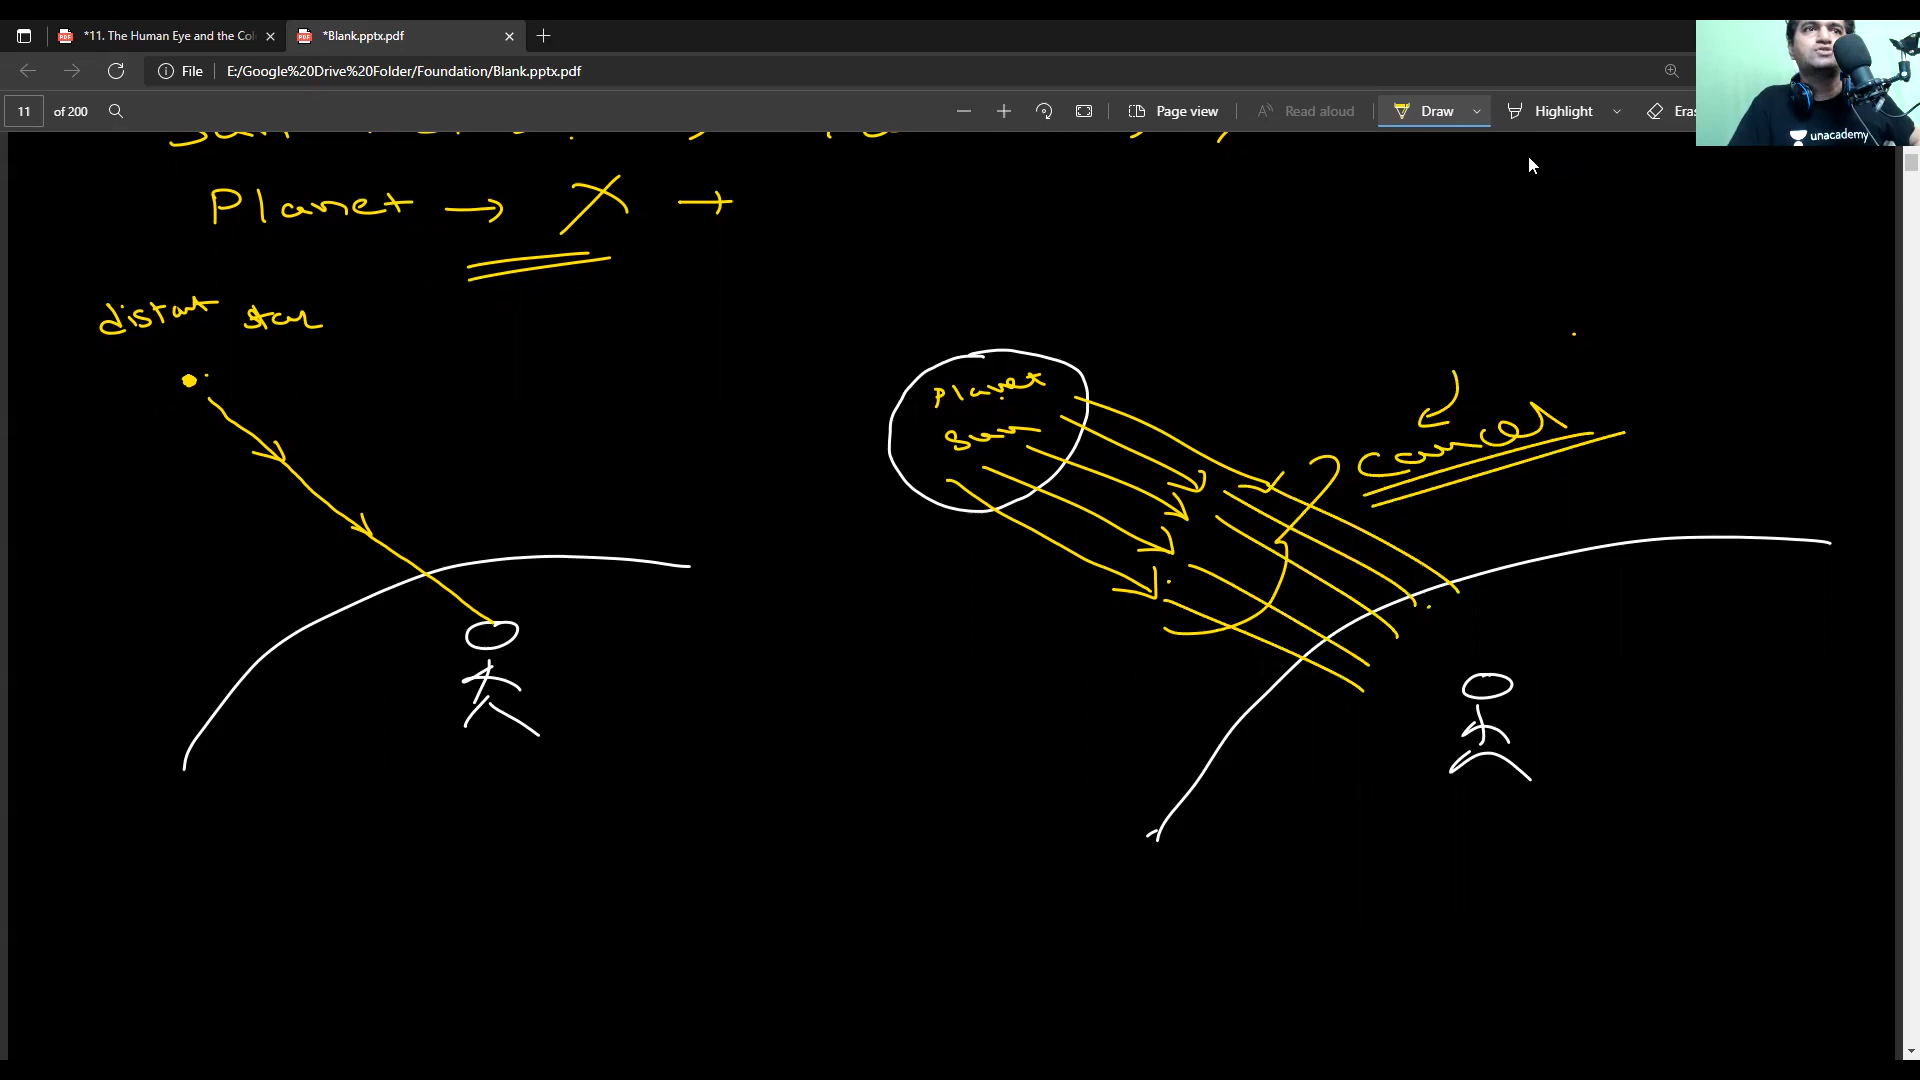 *11. The Human Eye and the Col
*Blank.pptx.pdf
File
E:/Google%20Drive%20Folder/Foundation/Blank.pptx.pdf
11 of 200
Page view
Read aloud
Draw
Highlight
Eras
unacademy
Planet → X →
distant star
Planet
Sun
cancel